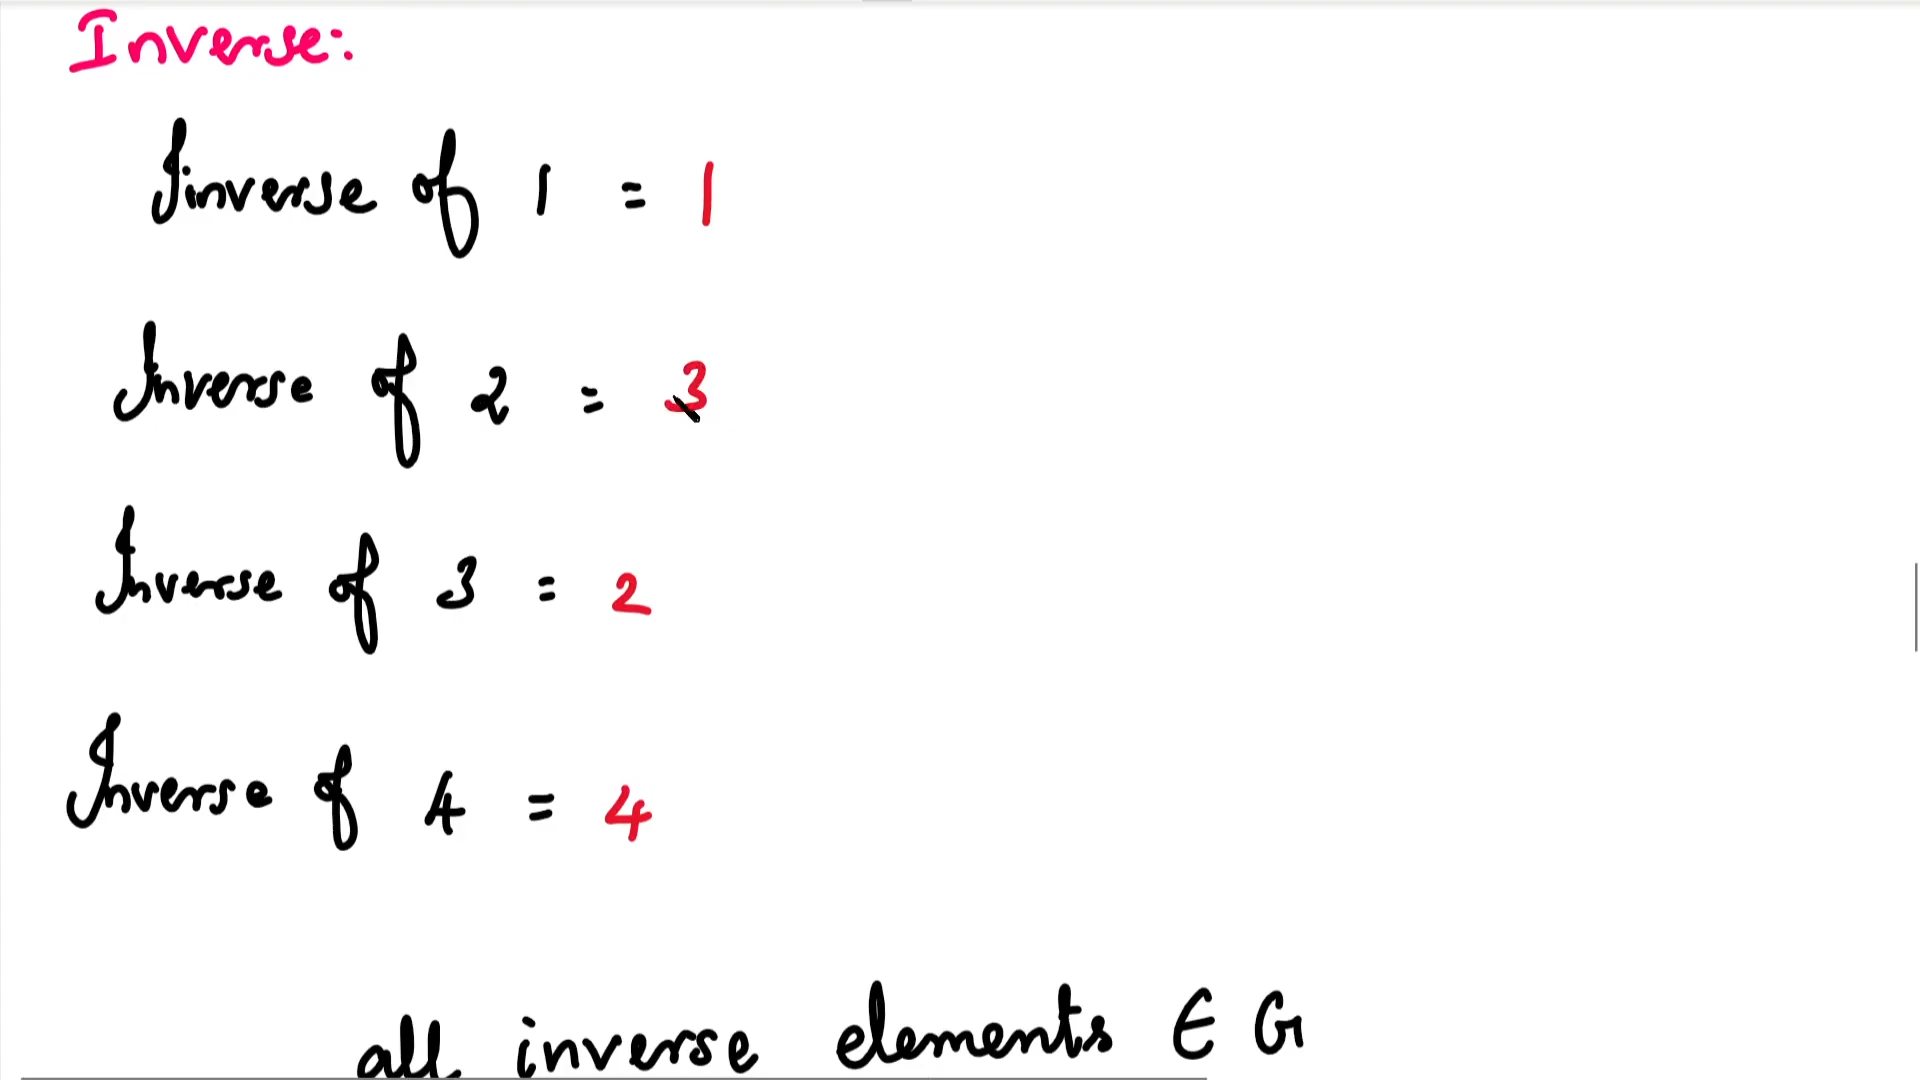 Inverse:
Inverse of 1 = 1
Inverse of 2 = 3
Inverse of 3 = 2
Inverse of 4 = 4
all inverse elements ∈ G